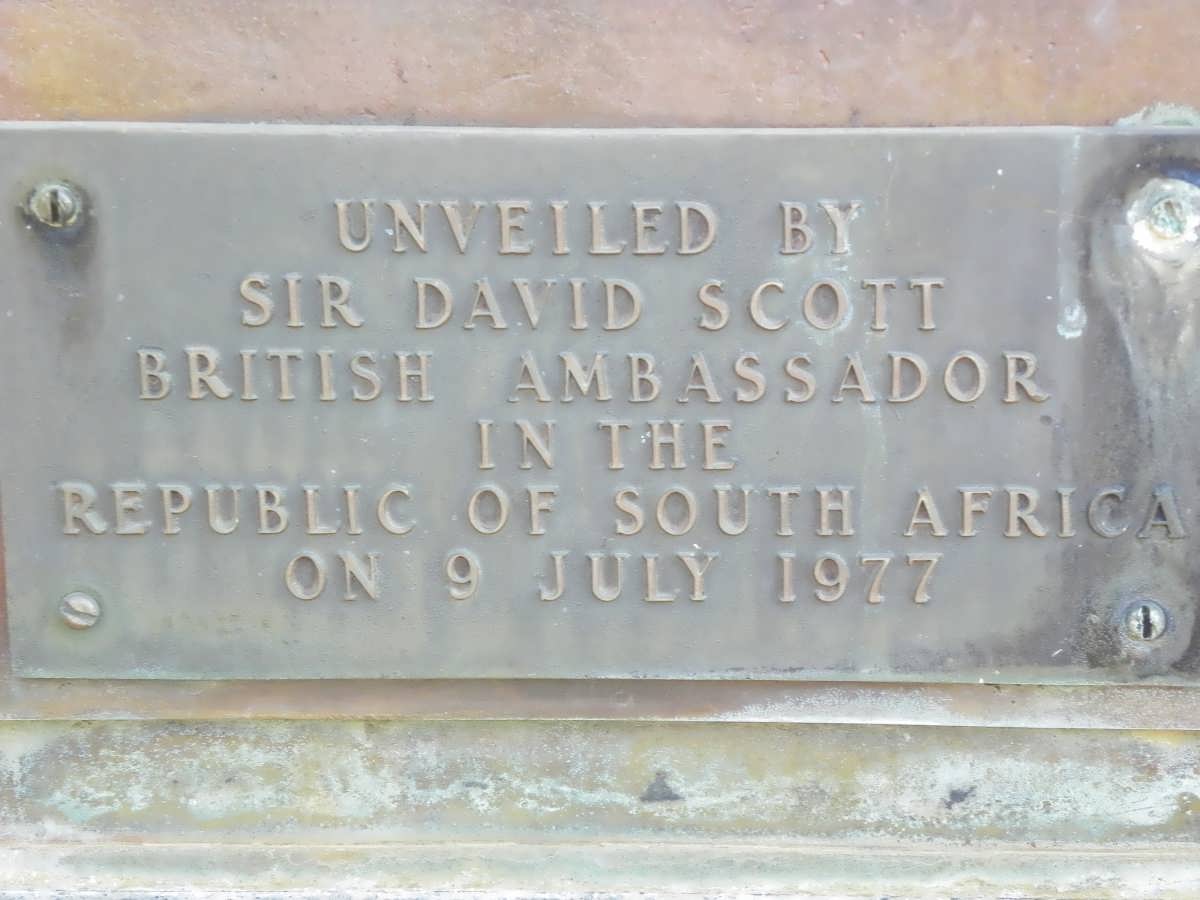 UNVEILED BY
SIR DAVID SCOTT
BRITISH AMBASSADOR
IN THE
REPUBLIC OF SOUTH AFRICA
ON 9 JULY 1977